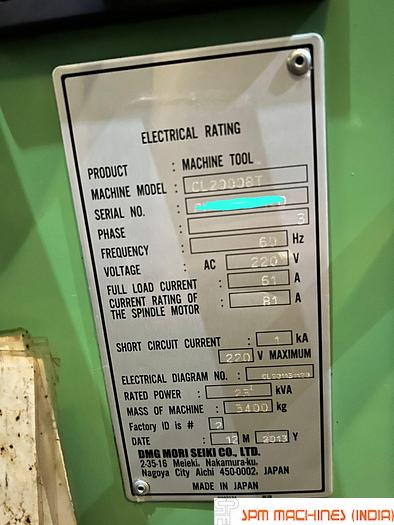 ELECTRICAL RATING
PRODUCT : MACHINE TOOL
MACHINE MODEL : CL2000BT
SERIAL NO. :
PHASE : 3
FREQUENCY : 60 Hz
VOLTAGE : AC 220 V
FULL LOAD CURRENT : 61 A
CURRENT RATING OF THE SPINDLE MOTOR : 81 A
SHORT CIRCUIT CURRENT : 1 kA
220 V MAXIMUM
ELECTRICAL DIAGRAM NO. :
RATED POWER : 23 kVA
MASS OF MACHINE : 3400 kg
Factory ID is # 2
DATE : 12 M 2013 Y
DMG MORI SEIKI CO., LTD.
2-35-16 Meieki, Nakamura-ku,
Nagoya City Aichi 450-0002, JAPAN
MADE IN JAPAN
SPM MACHINES (INDIA)